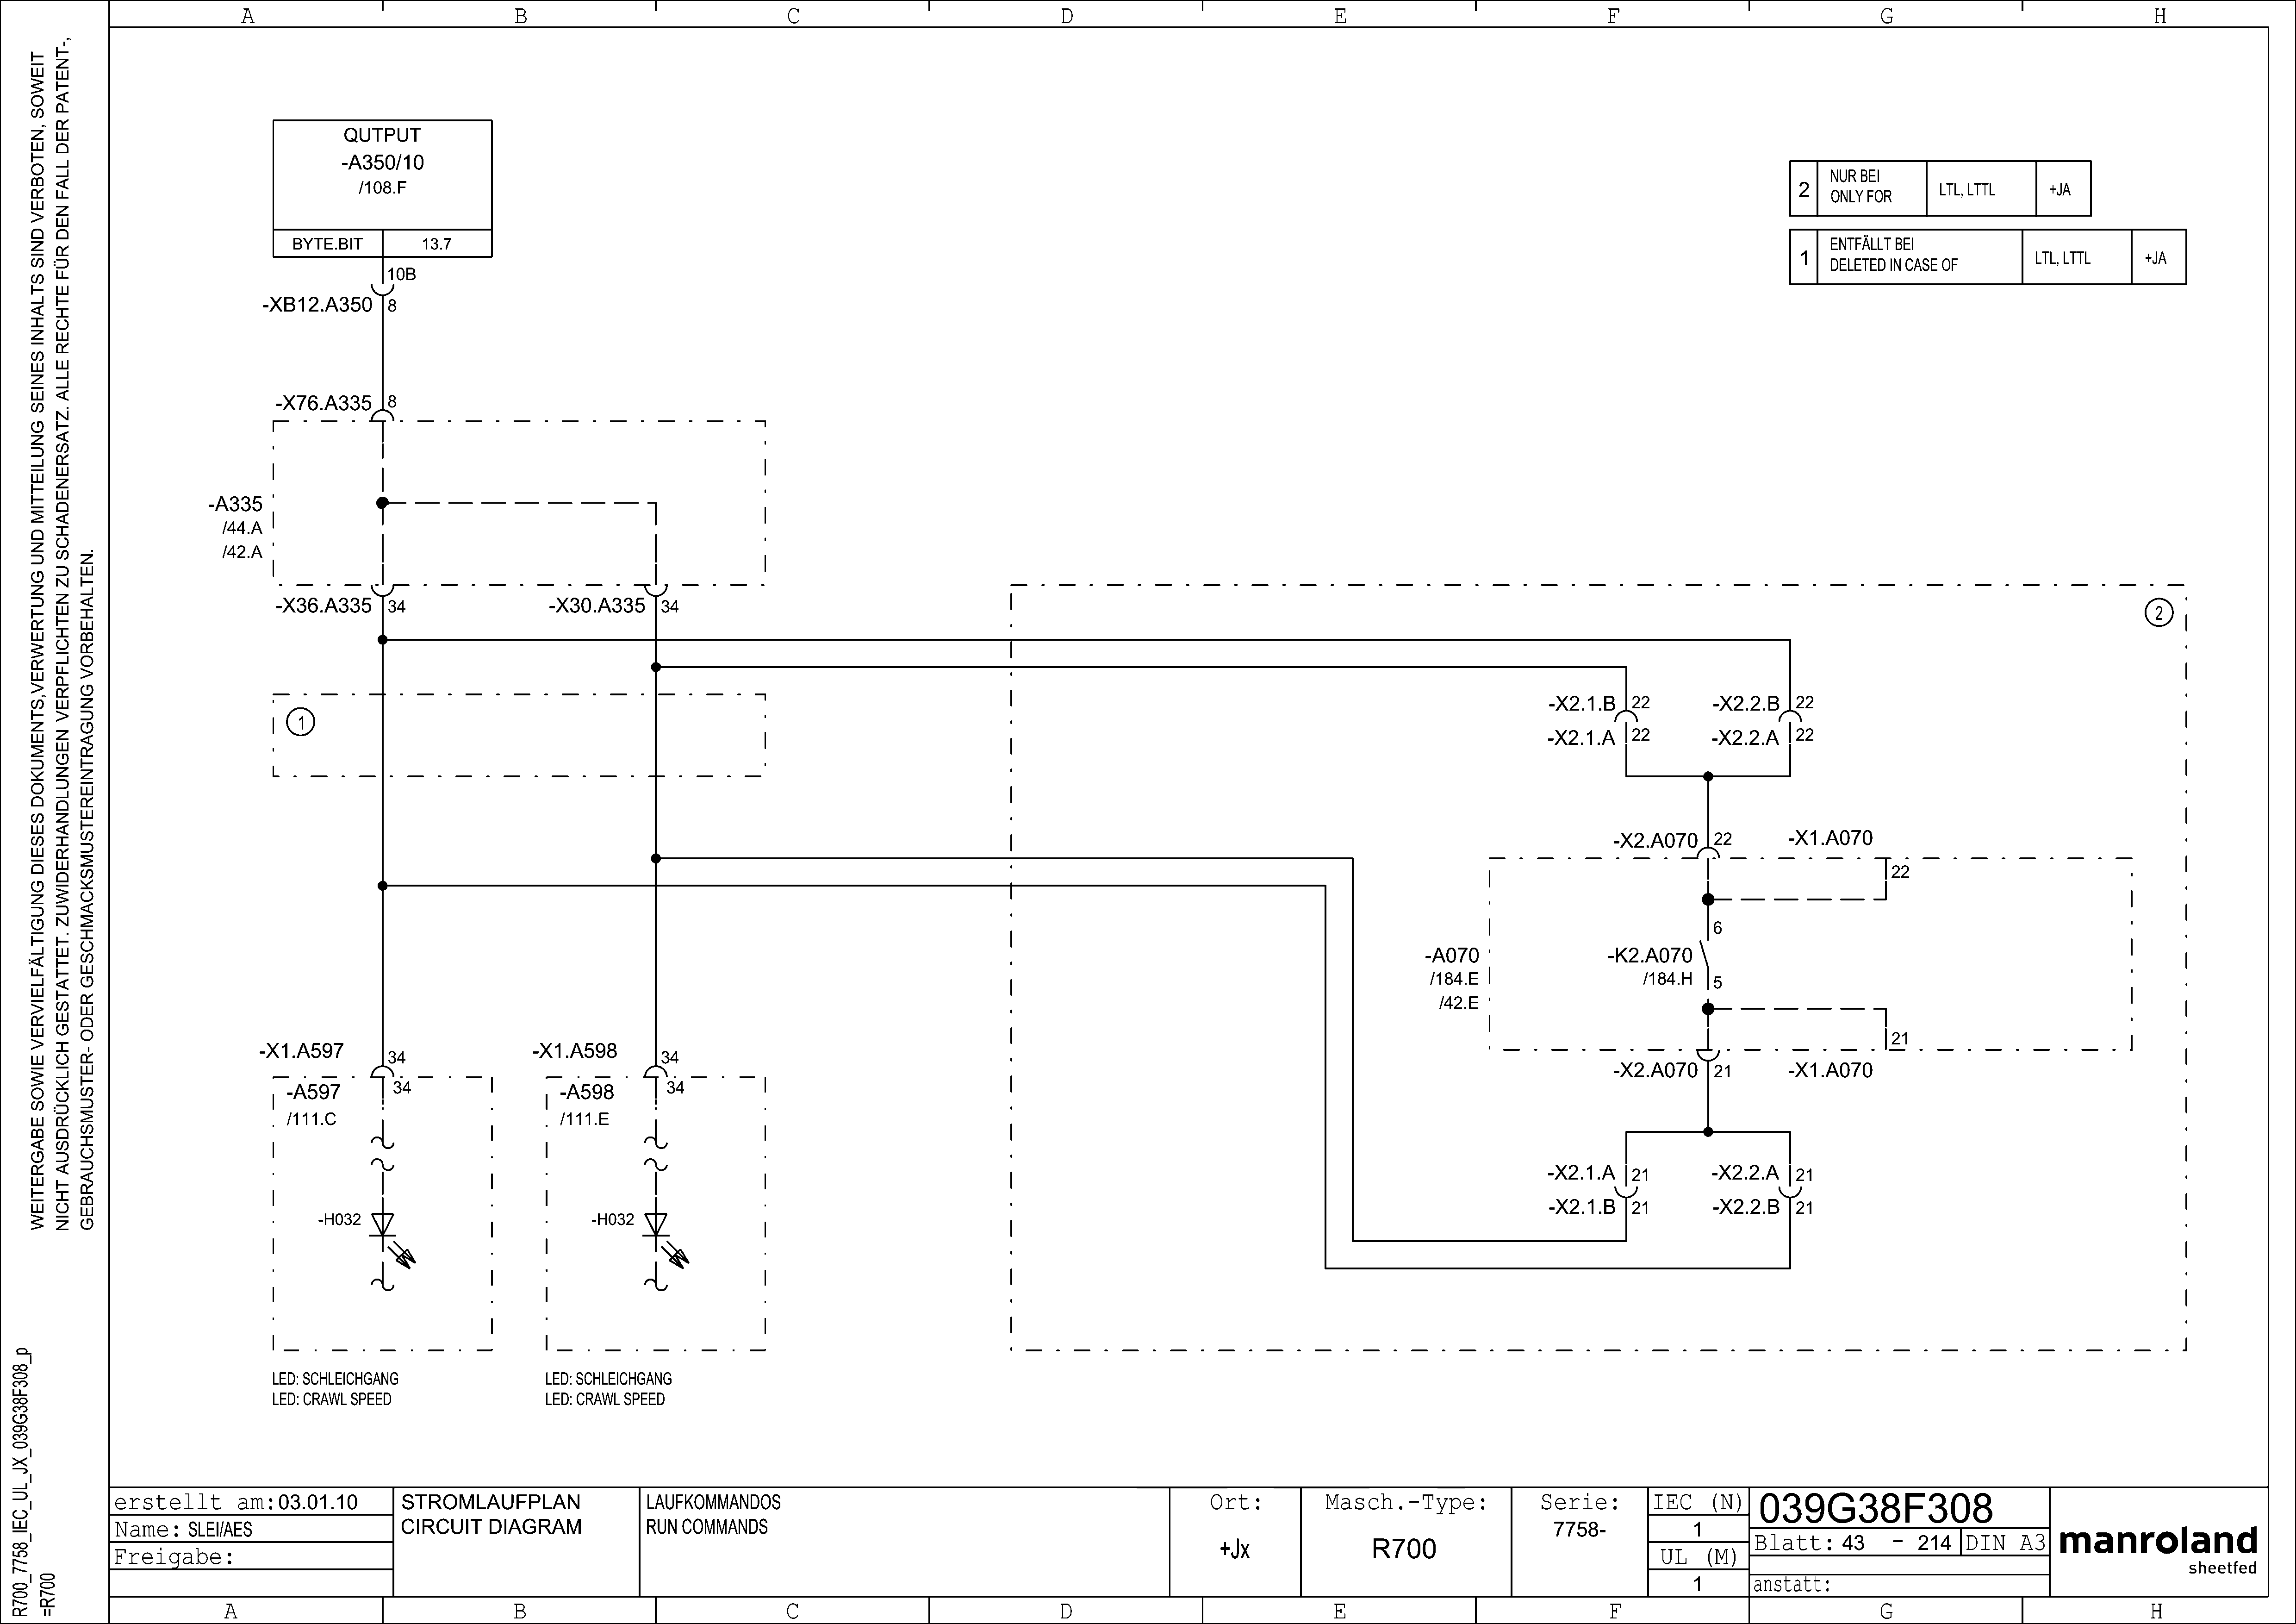 A B C D E F G H
QUTPUT
-A350/10
/108.F
BYTE.BIT 13.7
10B
-XB12.A350 8
2 NUR BEI
ONLY FOR
LTL, LTTL +JA
1 ENTFÄLLT BEI
DELETED IN CASE OF
LTL, LTTL +JA
-X76.A335 8
-A335
/44.A
/42.A
-X36.A335 34
-X30.A335 34
2
1
-X2.1.B 22
-X2.1.A 22
-X2.2.B 22
-X2.2.A 22
-X2.A070 22
-X1.A070
22
6
-A070
/184.E
/42.E
-K2.A070
/184.H
5
21
-X2.A070 21
-X1.A070
-X1.A597 34
34
-A597
/111.C
-X1.A598 34
34
-A598
/111.E
-X2.1.A 21
-X2.1.B 21
-X2.2.A 21
-X2.2.B 21
-H032
-H032
LED: SCHLEICHGANG
LED: CRAWL SPEED
LED: SCHLEICHGANG
LED: CRAWL SPEED
WEITERGABE SOWIE VERVIELFÄLTIGUNG DIESES DOKUMENTS,VERWERTUNG UND MITTEILUNG SEINES INHALTS SIND VERBOTEN, SOWEIT
NICHT AUSDRÜCKLICH GESTATTET. ZUWIDERHANDLUNGEN VERPFLICHTEN ZU SCHADENERSATZ. ALLE RECHTE FÜR DEN FALL DER PATENT-,
GEBRAUCHSMUSTER- ODER GESCHMACKSMUSTEREINTRAGUNG VORBEHALTEN.
R700_7758_IEC_UL_JX_039G38F308_p
=R700
erstellt am: 03.01.10
Name: SLEI/AES
Freigabe:
STROMLAUFPLAN
CIRCUIT DIAGRAM
LAUFKOMMANDOS
RUN COMMANDS
Ort:
+Jx
Masch.-Type:
R700
Serie:
7758-
IEC (N)
1
UL (M)
1
039G38F308
Blatt: 43 - 214 DIN A3
anstatt:
manroland
sheetfed
A B C D E F G H